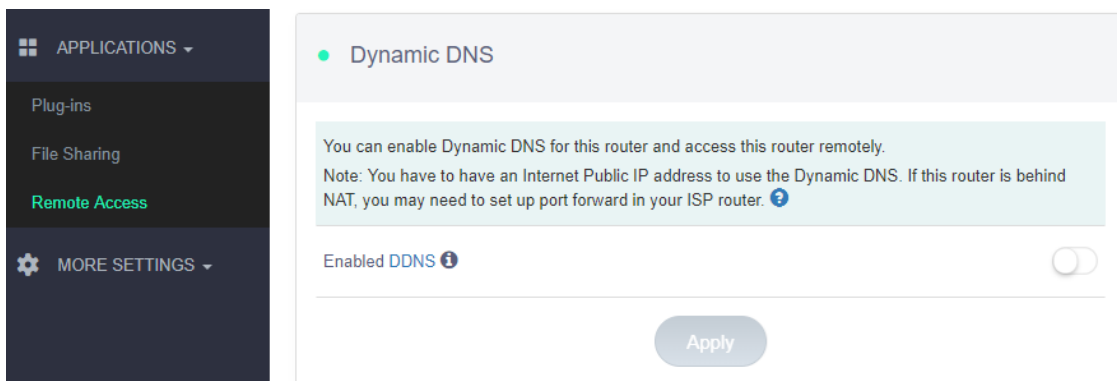 APPLICATIONS
Plug-ins
File Sharing
Remote Access
MORE SETTINGS
Dynamic DNS
You can enable Dynamic DNS for this router and access this router remotely.
Note: You have to have an Internet Public IP address to use the Dynamic DNS. If this router is behind
NAT, you may need to set up port forward in your ISP router.
Enabled DDNS
Apply